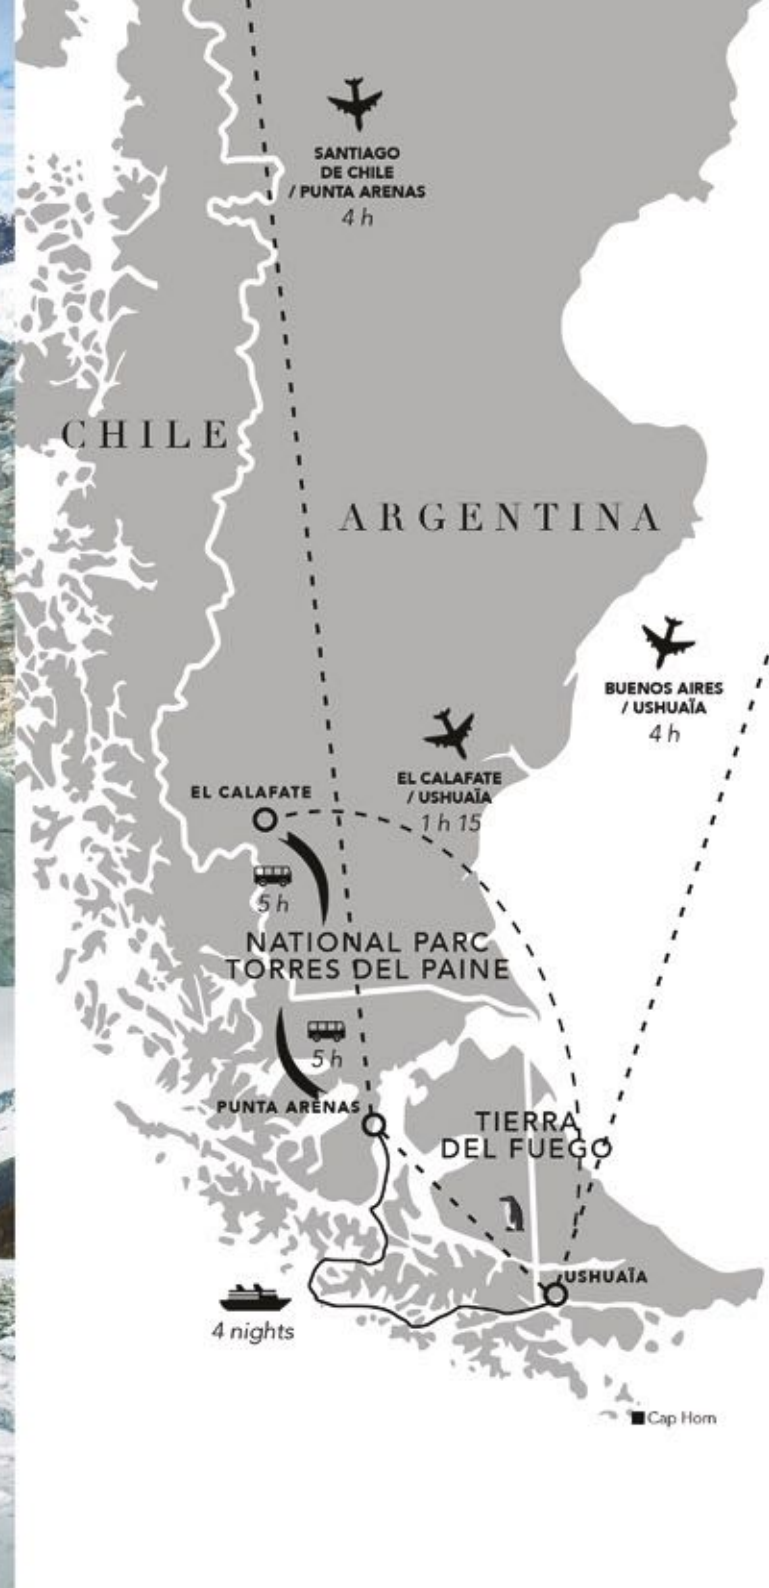 SANTIAGO
DE CHILE
/ PUNTA ARENAS
4 h
CHILE
ARGENTINA
BUENOS AIRES
/ USHUAÏA
4 h
EL CALAFATE
/ USHUAÏA
1 h 15
EL CALAFATE
5 h
NATIONAL PARC
TORRES DEL PAINE
5 h
PUNTA ARENAS
TIERRA
DEL FUEGO
USHUAÏA
4 nights
Cap Horn